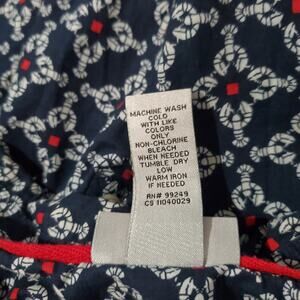 MACHINE WASH
COLD
WITH LIKE
COLORS
ONLY
NON-CHLORINE
BLEACH
WHEN NEEDED
TUMBLE DRY
LOW
WARM IRON
IF NEEDED
RN# 99249
CS 11040029